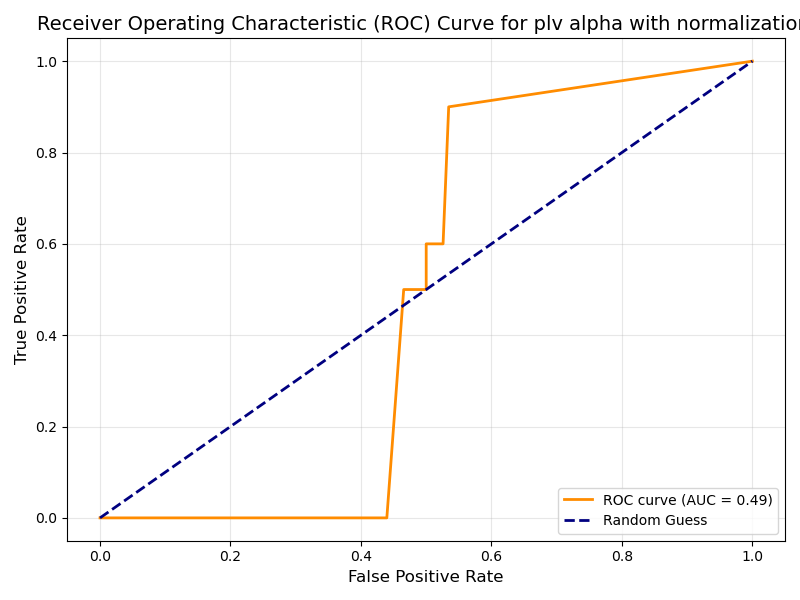 Receiver Operating Characteristic (ROC) Curve for plv alpha with normalization
1.0
0.8
0.6
0.4
0.2
0.0
True Positive Rate
0.0 0.2 0.4 0.6 0.8 1.0
False Positive Rate
ROC curve (AUC = 0.49)
Random Guess